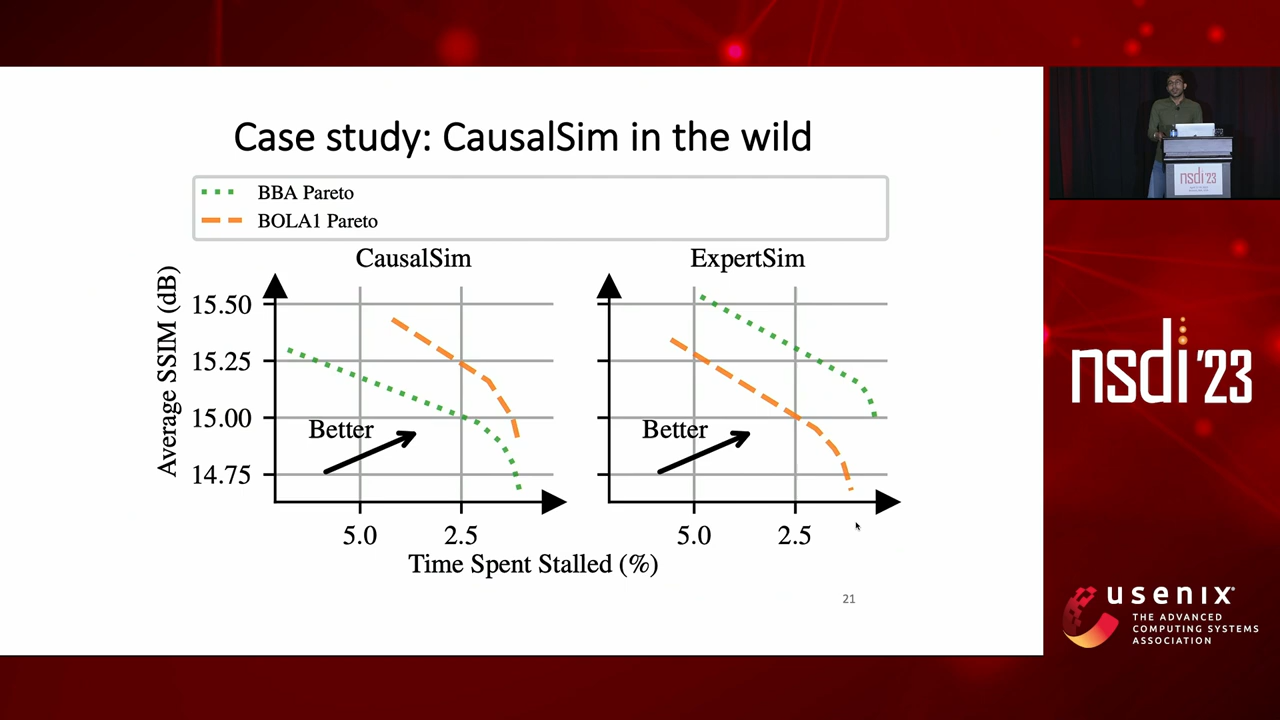 Case study: CausalSim in the wild
BBA Pareto
BOLA1 Pareto
CausalSim
ExpertSim
Average SSIM (dB)
15.50
15.25
15.00
14.75
Better
Better
5.0
2.5
5.0
2.5
Time Spent Stalled (%)
21
nsdi '23
nsdi '23
usenix
THE ADVANCED
COMPUTING SYSTEMS
ASSOCIATION